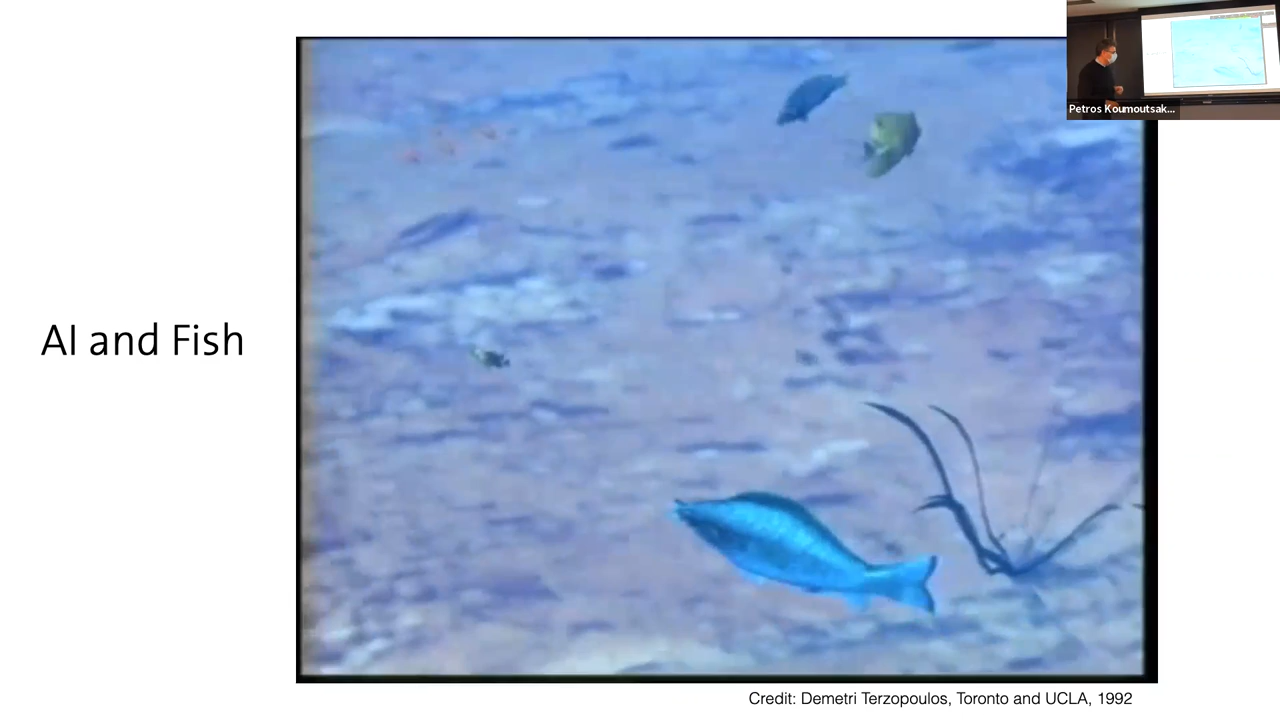 Petros Koumoutsak...
AI and Fish
Credit: Demetri Terzopoulos, Toronto and UCLA, 1992